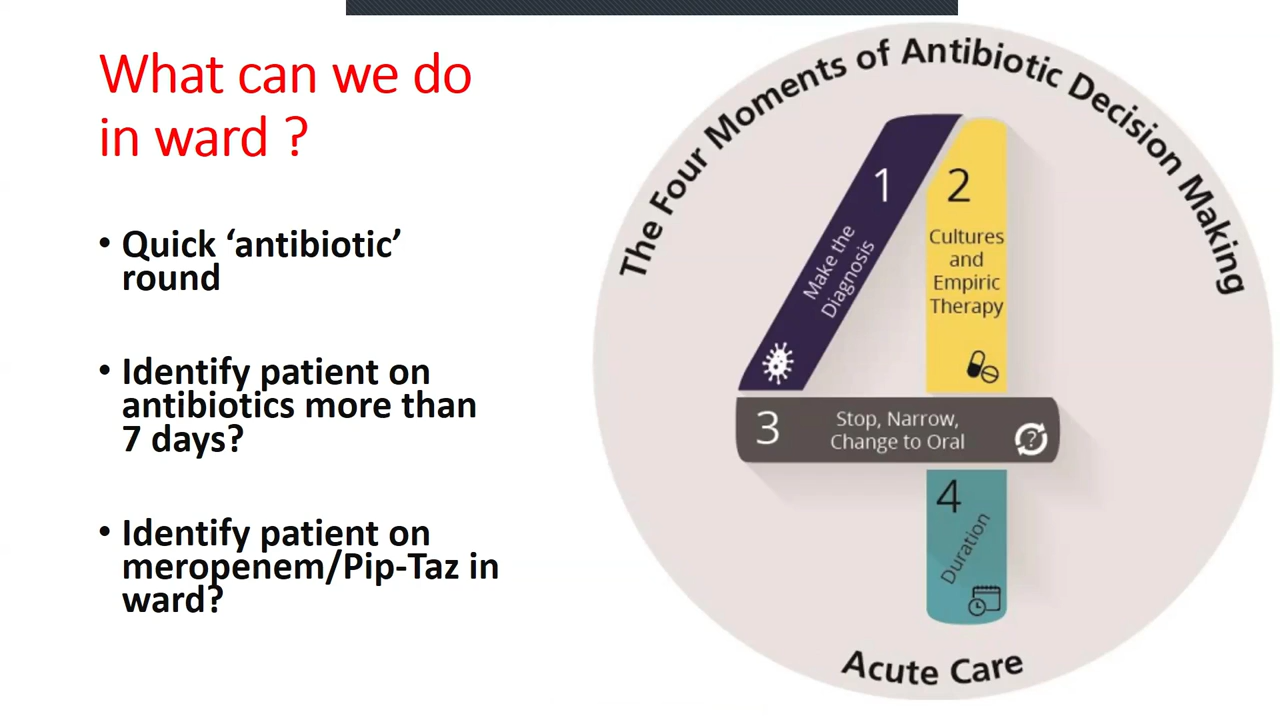 What can we do
in ward ?
• Quick ‘antibiotic’
round
• Identify patient on
antibiotics more than
7 days?
• Identify patient on
meropenem/Pip-Taz in
ward?
The Four Moments of Antibiotic Decision Making
1
Make the
Diagnosis
2
Cultures
and
Empiric
Therapy
3
Stop, Narrow,
Change to Oral
?
4
Duration
Acute Care